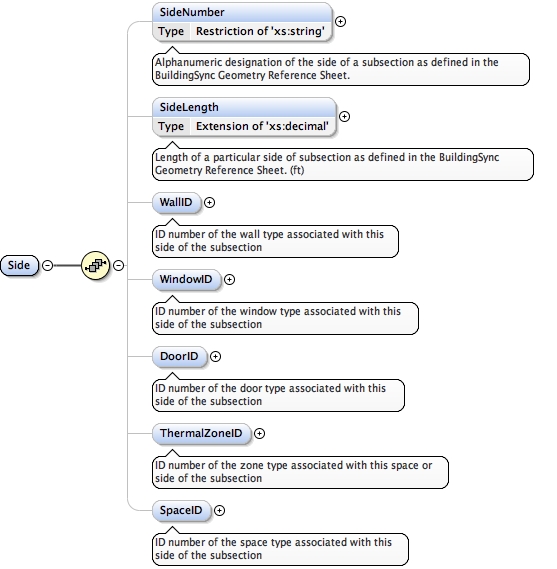 SideNumber
Type Restriction of 'xs:string'
Alphanumeric designation of the side of a subsection as defined in the
BuildingSync Geometry Reference Sheet.
SideLength
Type Extension of 'xs:decimal'
Length of a particular side of subsection as defined in the BuildingSync
Geometry Reference Sheet. (ft)
WallID
ID number of the wall type associated with this
side of the subsection
Side
WindowID
ID number of the window type associated with this
side of the subsection
DoorID
ID number of the door type associated with this
side of the subsection
ThermalZoneID
ID number of the zone type associated with this space or
side of the subsection
SpaceID
ID number of the space type associated with this
side of the subsection